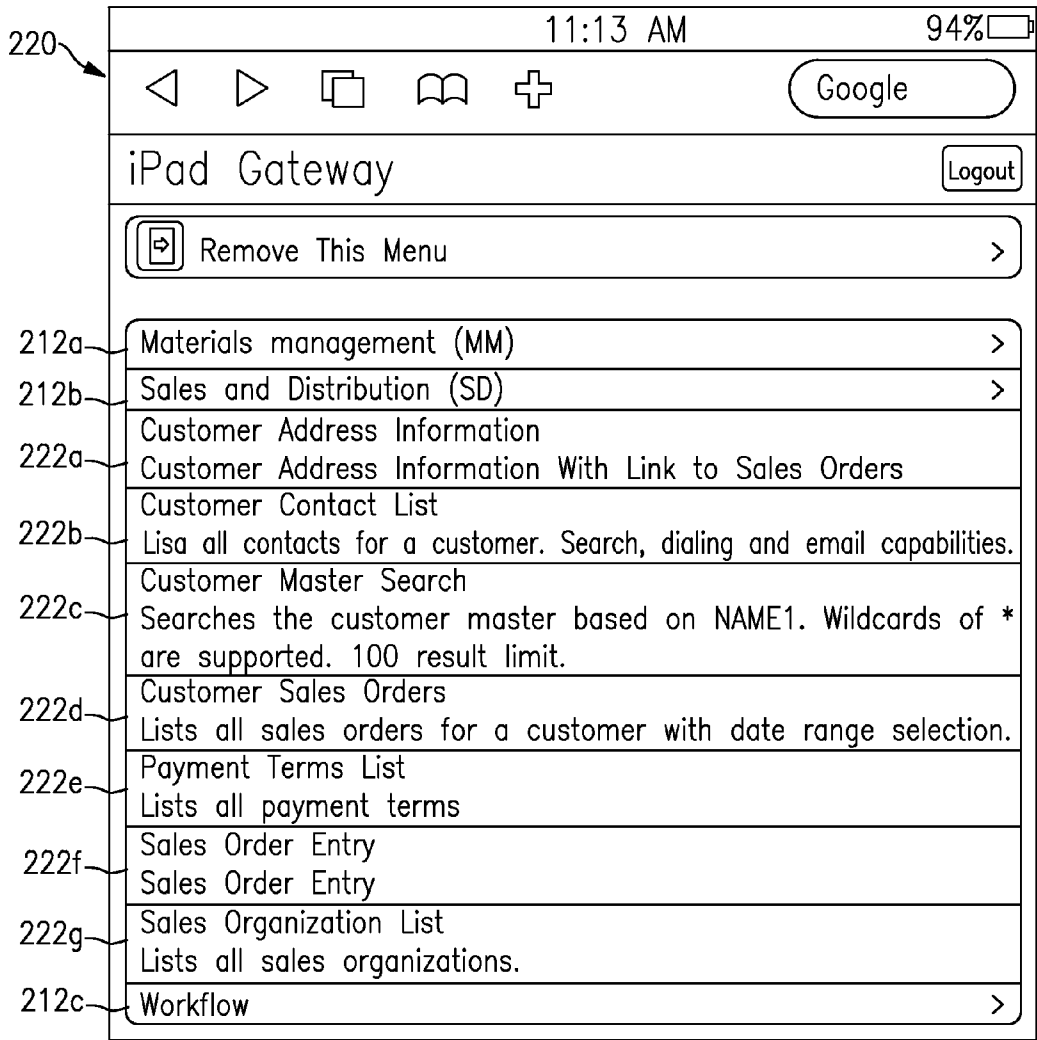 11:13 AM 94%
220
Google
iPad Gateway Logout
Remove This Menu >
212a Materials management (MM) >
212b Sales and Distribution (SD) >
222a Customer Address Information
Customer Address Information With Link to Sales Orders
222b Customer Contact List
Lisa all contacts for a customer. Search, dialing and email capabilities.
222c Customer Master Search
Searches the customer master based on NAME1. Wildcards of *
are supported. 100 result limit.
222d Customer Sales Orders
Lists all sales orders for a customer with date range selection.
222e Payment Terms List
Lists all payment terms
222f Sales Order Entry
Sales Order Entry
222g Sales Organization List
Lists all sales organizations.
212c Workflow >